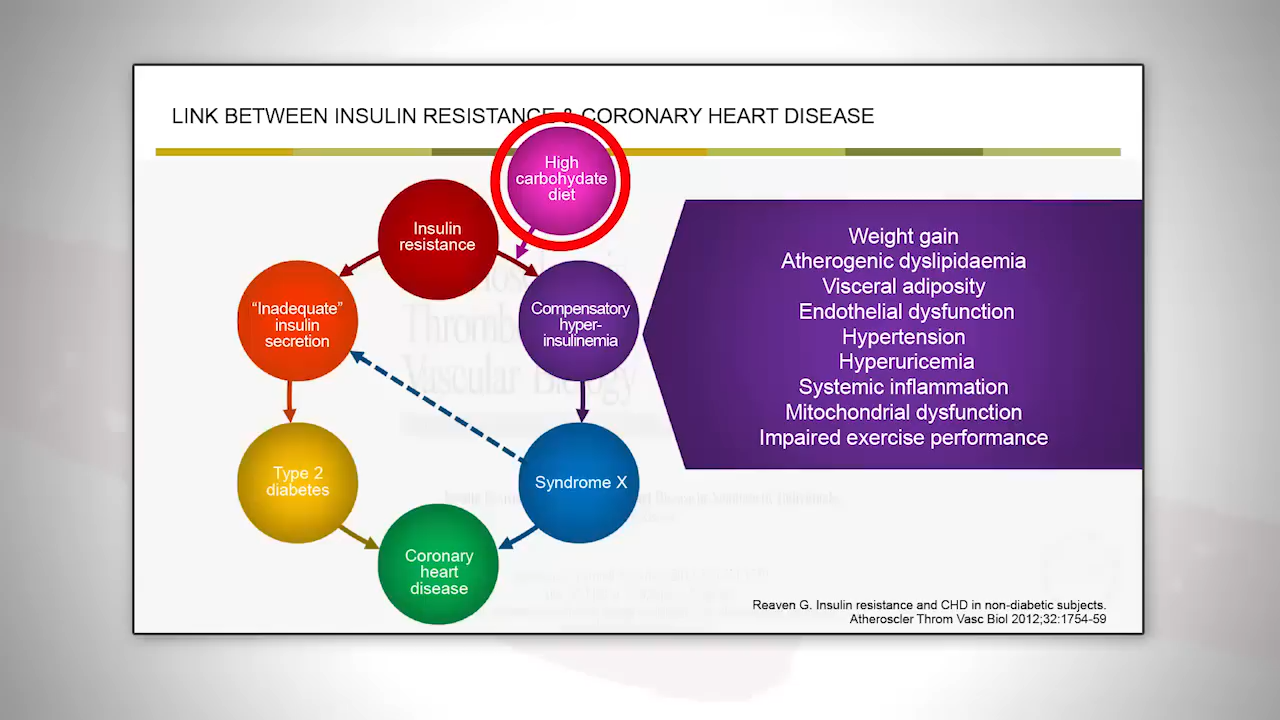 LINK BETWEEN INSULIN RESISTANCE & CORONARY HEART DISEASE
High
carbohydate
diet
Insulin
resistance
“Inadequate”
insulin
secretion
Compensatory
hyper-
insulinemia
Type 2
diabetes
Syndrome X
Coronary
heart
disease
Weight gain
Atherogenic dyslipidaemia
Visceral adiposity
Endothelial dysfunction
Hypertension
Hyperuricemia
Systemic inflammation
Mitochondrial dysfunction
Impaired exercise performance
Reaven G. Insulin resistance and CHD in non-diabetic subjects.
Atheroscler Throm Vasc Biol 2012;32:1754-59